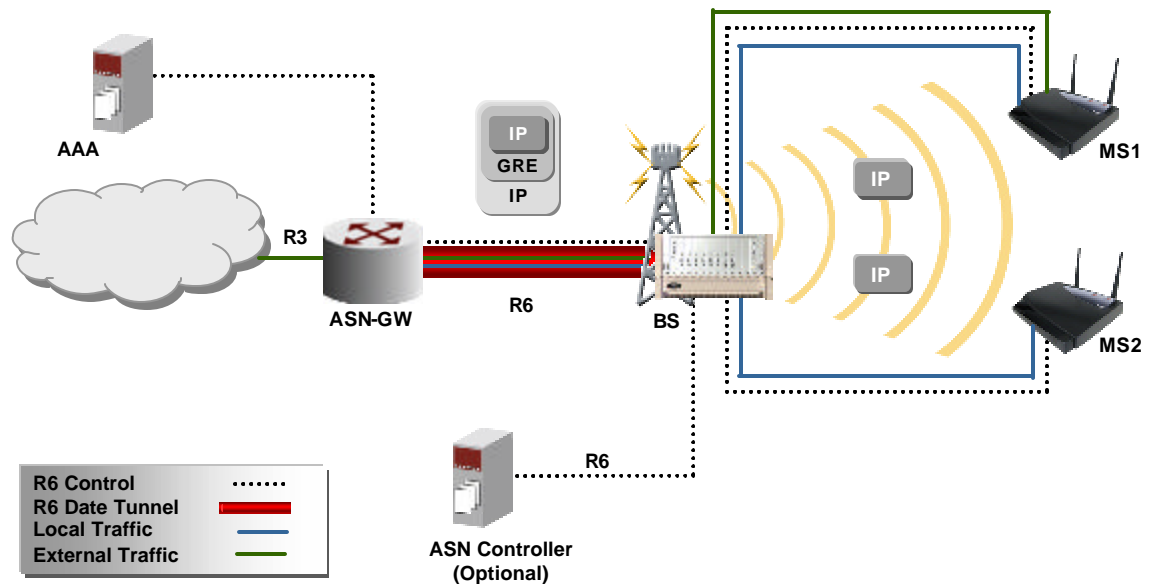 AAA
IP
GRE
IP
MS1
IP
R3
IP
ASN-GW
R6
BS
MS2
R6
R6 Control
R6 Date Tunnel
Local Traffic
External Traffic
ASN Controller
(Optional)